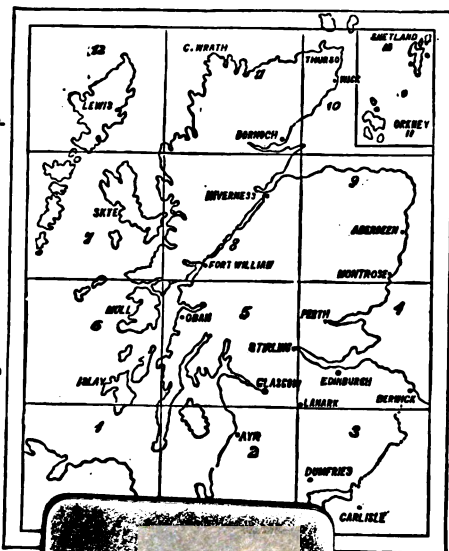 12
C. WRATH
SHETLAND
THURSO
11
WICK
LEWIS
10
ORKNEY
DORNOCH
INVERNESS
9
SKYE
ABERDEEN
7
8
FORT WILLIAM
MONTROSE
MULL
5
4
6
OBAN
PERTH
STIRLING
ISLAY
GLASGOW
EDINBURGH
LANARK
BERWICK
1
AYR
3
2
DUMFRIES
CARLISLE